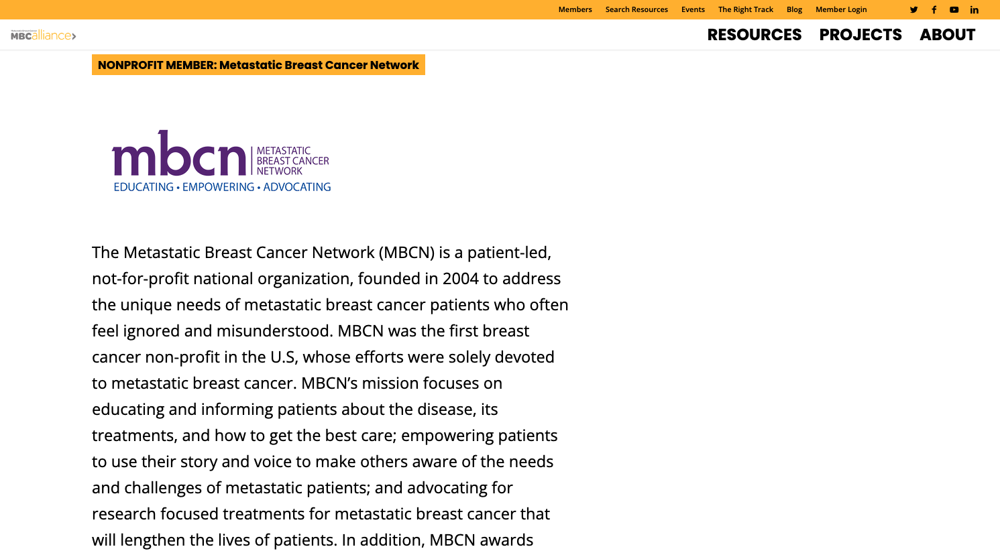 Members Search Resources Events The Right Track Blog Member Login
MBCalliance>
RESOURCES PROJECTS ABOUT
NONPROFIT MEMBER: Metastatic Breast Cancer Network
mbcn
METASTATIC
BREAST CANCER
NETWORK
EDUCATING • EMPOWERING • ADVOCATING
The Metastatic Breast Cancer Network (MBCN) is a patient-led,
not-for-profit national organization, founded in 2004 to address
the unique needs of metastatic breast cancer patients who often
feel ignored and misunderstood. MBCN was the first breast
cancer non-profit in the U.S, whose efforts were solely devoted
to metastatic breast cancer. MBCN’s mission focuses on
educating and informing patients about the disease, its
treatments, and how to get the best care; empowering patients
to use their story and voice to make others aware of the needs
and challenges of metastatic patients; and advocating for
research focused treatments for metastatic breast cancer that
will lengthen the lives of patients. In addition, MBCN awards